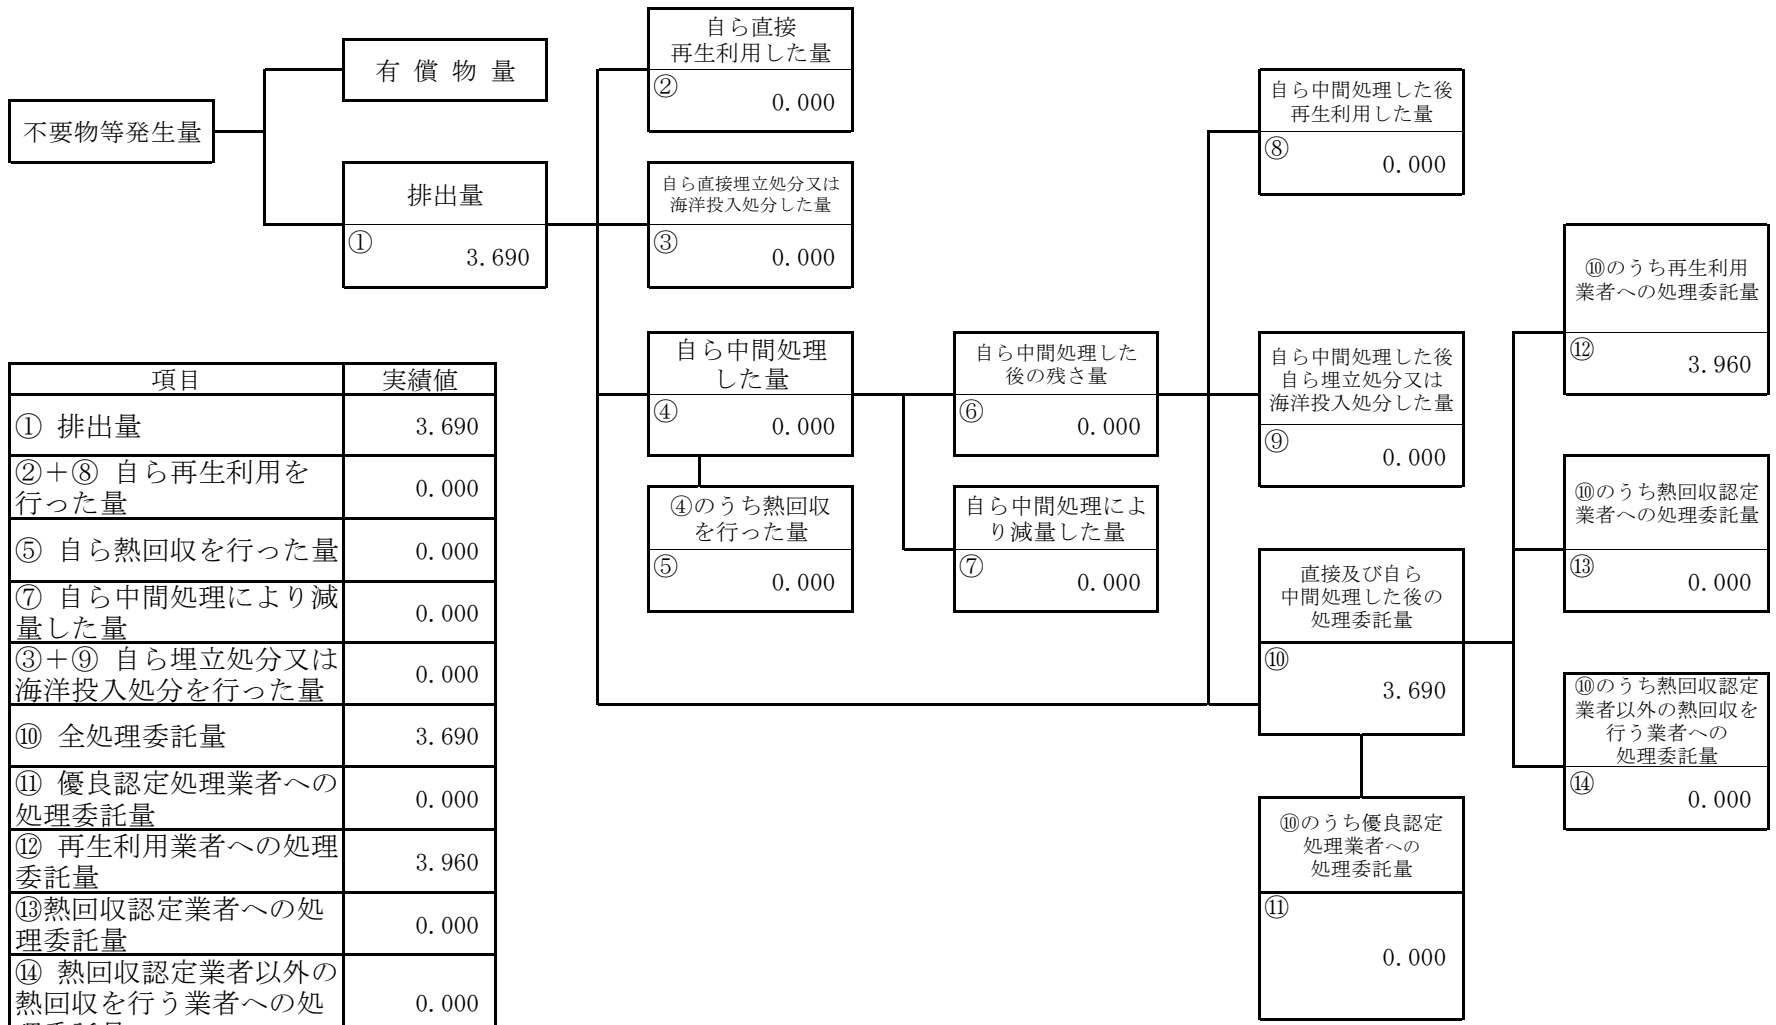 不要物等発生量
有 償 物 量
排出量
①
3.690
自ら直接
再生利用した量
②
0.000
自ら直接埋立処分又は
海洋投入処分した量
③
0.000
自ら中間処理
した量
④
0.000
④のうち熱回収
を行った量
⑤
0.000
自ら中間処理した
後の残さ量
⑥
0.000
自ら中間処理によ
り減量した量
⑦
0.000
自ら中間処理した後
再生利用した量
⑧
0.000
自ら中間処理した後
自ら埋立処分又は
海洋投入処分した量
⑨
0.000
直接及び自ら
中間処理した後の
処理委託量
⑩
3.690
⑩のうち優良認定
処理業者への
処理委託量
⑪
0.000
⑩のうち再生利用
業者への処理委託量
⑫
3.960
⑩のうち熱回収認定
業者への処理委託量
⑬
0.000
⑩のうち熱回収認定
業者以外の熱回収を
行う業者への
処理委託量
⑭
0.000
項目 実績値
① 排出量 3.690
②＋⑧ 自ら再生利用を
行った量 0.000
⑤ 自ら熱回収を行った量 0.000
⑦ 自ら中間処理により減
量した量 0.000
③＋⑨ 自ら埋立処分又は
海洋投入処分を行った量 0.000
⑩ 全処理委託量 3.690
⑪ 優良認定処理業者への
処理委託量 0.000
⑫ 再生利用業者への処理
委託量 3.960
⑬熱回収認定業者への処
理委託量 0.000
⑭ 熱回収認定業者以外の
熱回収を行う業者への処 0.000